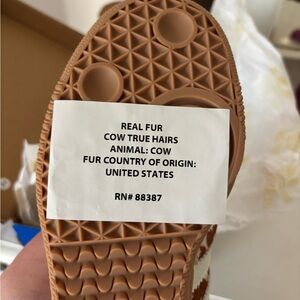 REAL FUR
COW TRUE HAIRS
ANIMAL: COW
FUR COUNTRY OF ORIGIN:
UNITED STATES
RN# 88387